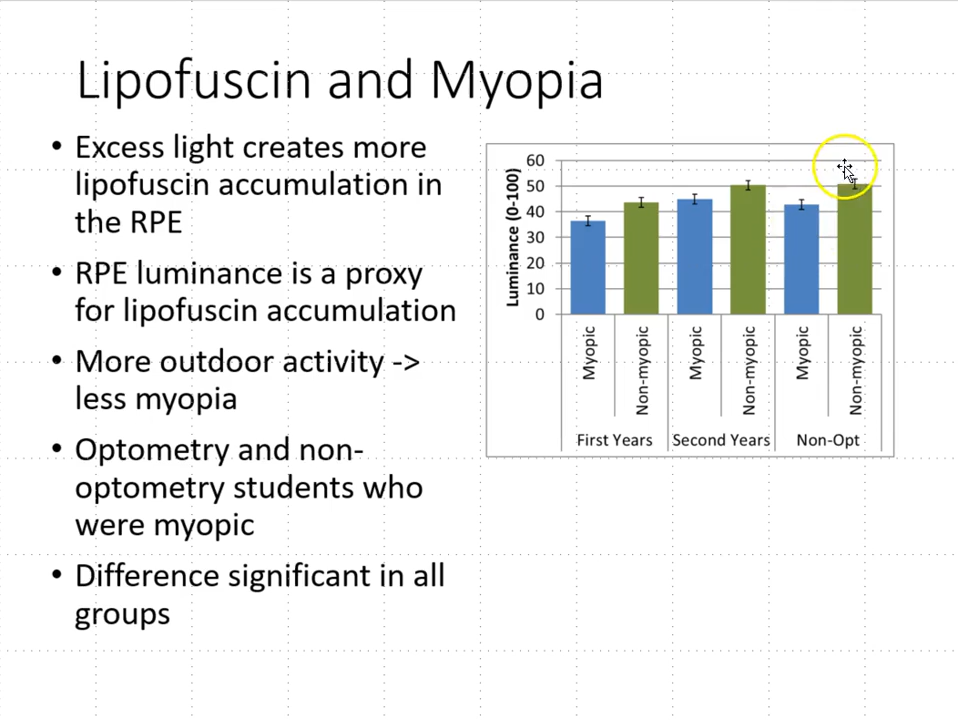 Lipofuscin and Myopia
• Excess light creates more
lipofuscin accumulation in
the RPE
• RPE luminance is a proxy
for lipofuscin accumulation
• More outdoor activity ->
less myopia
• Optometry and non-
optometry students who
were myopic
• Difference significant in all
groups
Luminance (0-100)
60
50
40
30
20
10
0
Myopic
Non-myopic
Myopic
Non-myopic
Myopic
Non-myopic
First Years
Second Years
Non-Opt